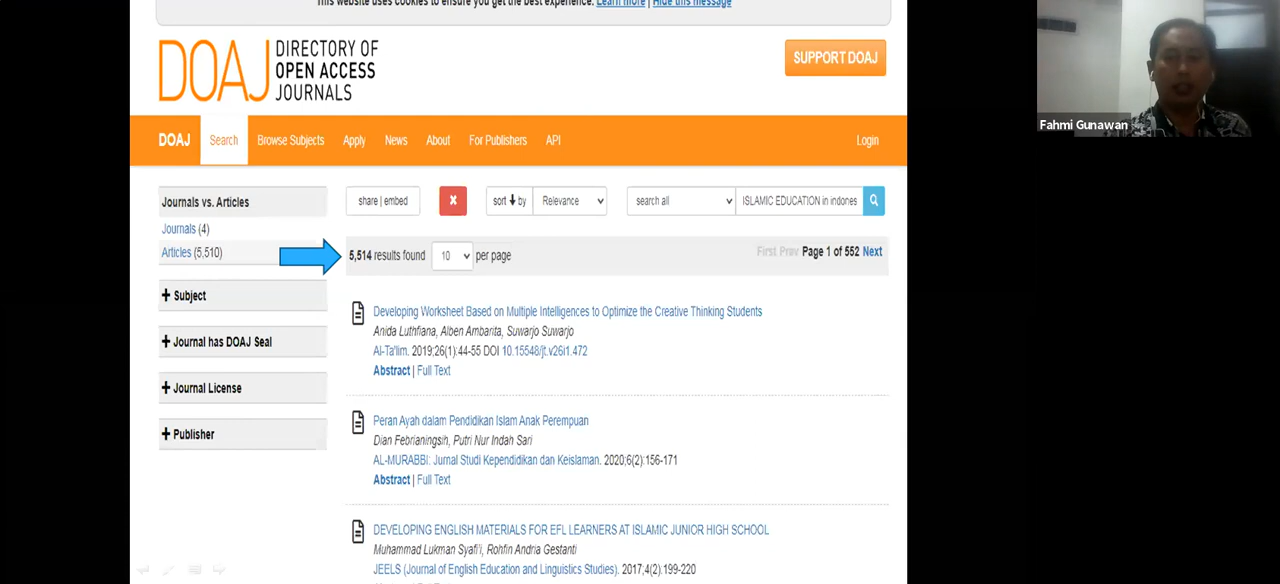 This website uses cookies to ensure you get the best experience. Learn more | Hide this message
DOAJ DIRECTORY OF
OPEN ACCESS
JOURNALS
SUPPORT DOAJ
DOAJ Search Browse Subjects Apply News About For Publishers API Login
Journals vs. Articles
Journals (4)
Articles (5,510)
+ Subject
+ Journal has DOAJ Seal
+ Journal License
+ Publisher
share | embed sort by Relevance search all ISLAMIC EDUCATION in indones
5,514 results found 10 per page First Prev Page 1 of 552 Next
Developing Worksheet Based on Multiple Intelligences to Optimize the Creative Thinking Students
Anida Luthfiana, Alben Ambarita, Suwarjo Suwarjo
Al-Ta'lim. 2019;26(1):44-55 DOI 10.15548/jt.v26i1.472
Abstract | Full Text
Peran Ayah dalam Pendidikan Islam Anak Perempuan
Dian Febrianingsih, Putri Nur Indah Sari
AL-MURABBI: Jurnal Studi Kependidikan dan Keislaman. 2020;6(2):156-171
Abstract | Full Text
DEVELOPING ENGLISH MATERIALS FOR EFL LEARNERS AT ISLAMIC JUNIOR HIGH SCHOOL
Muhammad Lukman Syafi'i, Rohfin Andria Gestanti
JEELS (Journal of English Education and Linguistics Studies). 2017;4(2):199-220
Fahmi Gunawan